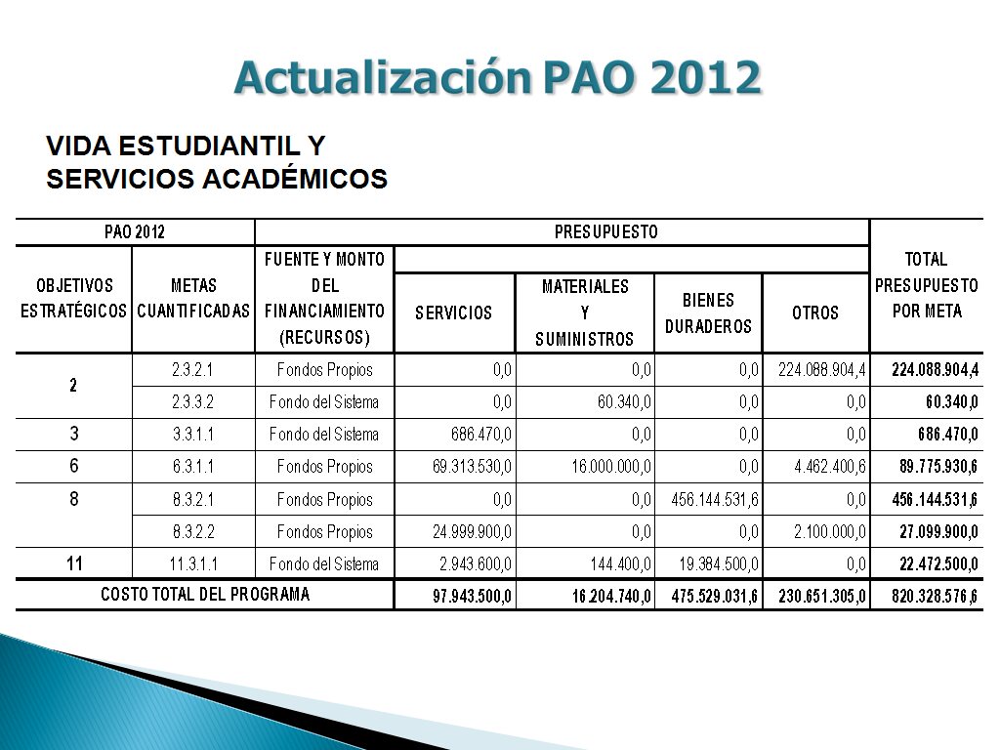 Actualización PAO 2012
VIDA ESTUDIANTIL Y
SERVICIOS ACADÉMICOS
PAO 2012 PRESUPUESTO
OBJETIVOS
ESTRATÉGICOS
METAS
CUANTIFICADAS
FUENTE Y MONTO
DEL
FINANCIAMIENTO
(RECURSOS)
SERVICIOS
MATERIALES
Y
SUMINISTROS
BIENES
DURADEROS
OTROS
TOTAL
PRESUPUESTO
POR META
2 2.3.2.1 Fondos Propios 0,0 0,0 0,0 224.088.904,4 224.088.904,4
2.3.3.2 Fondo del Sistema 0,0 60.340,0 0,0 0,0 60.340,0
3 3.3.1.1 Fondo del Sistema 686.470,0 0,0 0,0 0,0 686.470,0
6 6.3.1.1 Fondos Propios 69.313.530,0 16.000.000,0 0,0 4.462.400,6 89.775.930,6
8 8.3.2.1 Fondos Propios 0,0 0,0 456.144.531,6 0,0 456.144.531,6
8.3.2.2 Fondos Propios 24.999.900,0 0,0 0,0 2.100.000,0 27.099.900,0
11 11.3.1.1 Fondo del Sistema 2.943.600,0 144.400,0 19.384.500,0 0,0 22.472.500,0
COSTO TOTAL DEL PROGRAMA 97.943.500,0 16.204.740,0 475.529.031,6 230.651.305,0 820.328.576,6